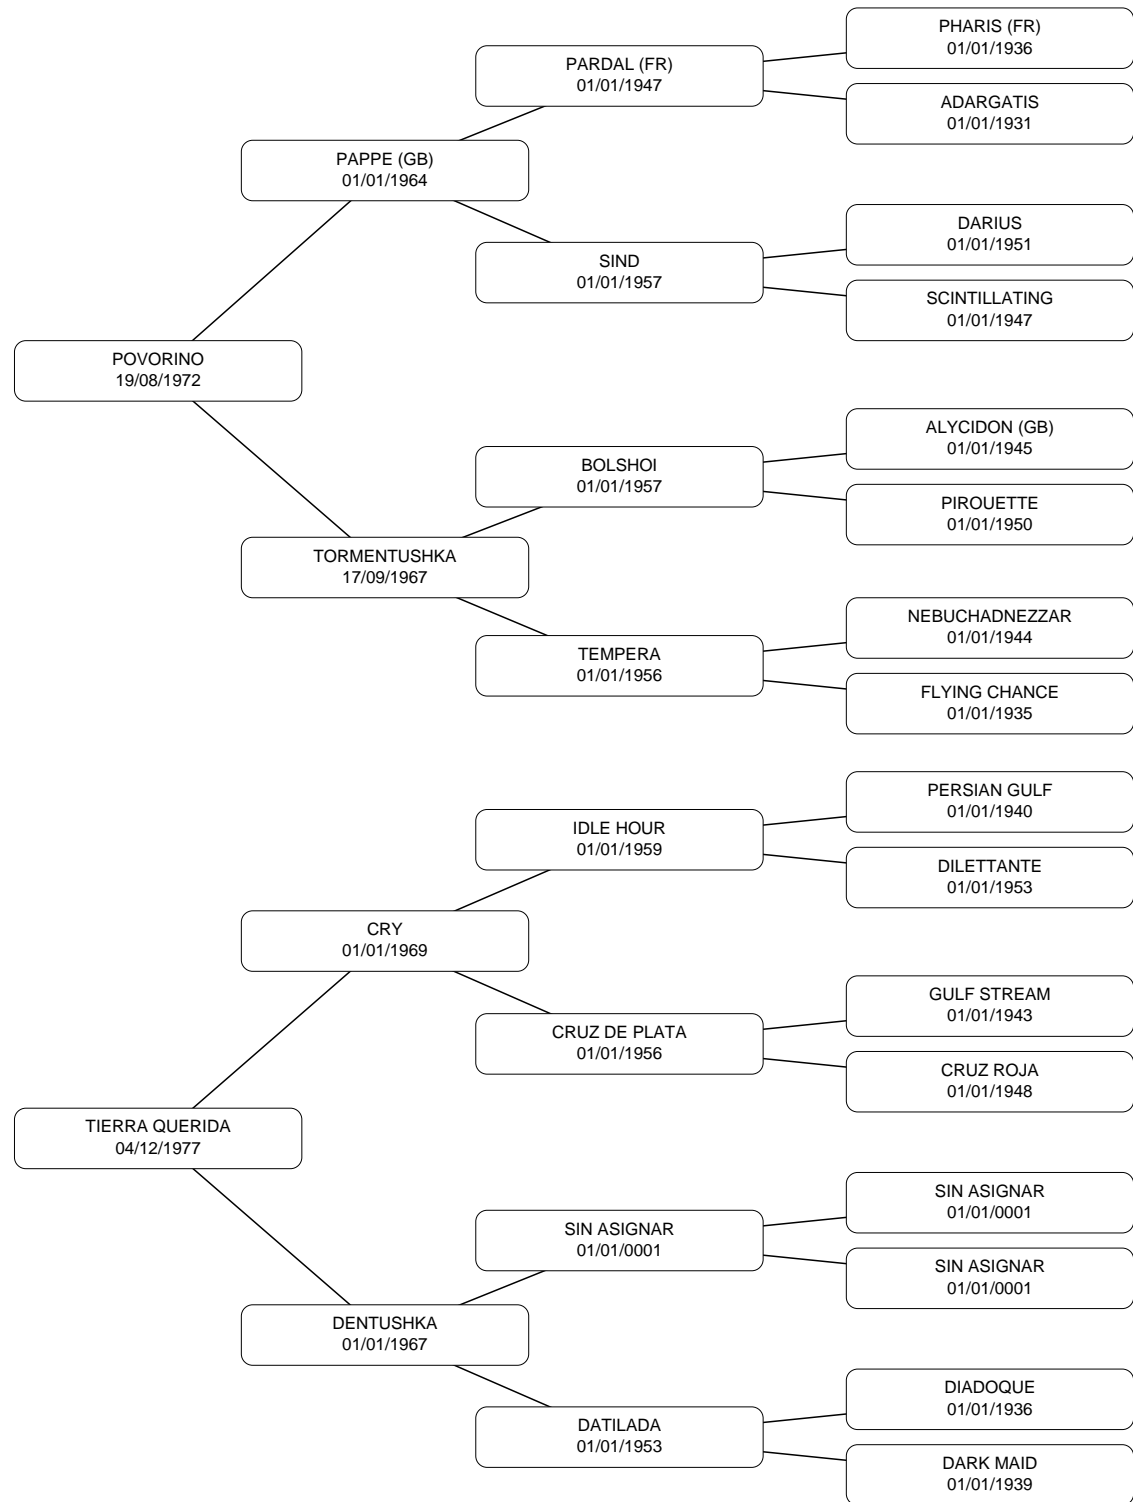 PHARIS (FR)
01/01/1936
PARDAL (FR)
01/01/1947
ADARGATIS
01/01/1931
PAPPE (GB)
01/01/1964
DARIUS
01/01/1951
SIND
01/01/1957
SCINTILLATING
01/01/1947
POVORINO
19/08/1972
ALYCIDON (GB)
01/01/1945
BOLSHOI
01/01/1957
PIROUETTE
01/01/1950
TORMENTUSHKA
17/09/1967
NEBUCHADNEZZAR
01/01/1944
TEMPERA
01/01/1956
FLYING CHANCE
01/01/1935
PERSIAN GULF
01/01/1940
IDLE HOUR
01/01/1959
DILETTANTE
01/01/1953
CRY
01/01/1969
GULF STREAM
01/01/1943
CRUZ DE PLATA
01/01/1956
CRUZ ROJA
01/01/1948
TIERRA QUERIDA
04/12/1977
SIN ASIGNAR
01/01/0001
SIN ASIGNAR
01/01/0001
SIN ASIGNAR
01/01/0001
DENTUSHKA
01/01/1967
DIADOQUE
01/01/1936
DATILADA
01/01/1953
DARK MAID
01/01/1939